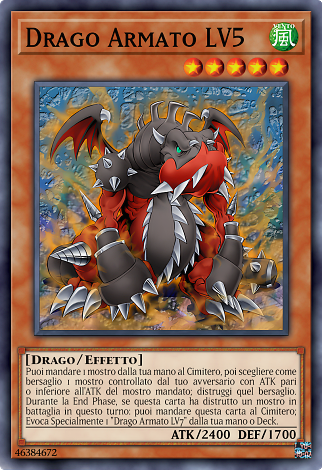 Drago Armato LV5
VENTO
風
[Drago/Effetto]
Puoi mandare 1 mostro dalla tua mano al Cimitero, poi scegliere come
bersaglio 1 mostro controllato dal tuo avversario con ATK pari
o inferiore all'ATK del mostro mandato; distruggi quel bersaglio.
Durante la End Phase, se questa carta ha distrutto un mostro in
battaglia in questo turno: puoi mandare questa carta al Cimitero;
Evoca Specialmente 1 "Drago Armato LV7" dalla tua mano o Deck.
ATK/2400 DEF/1700
46384672